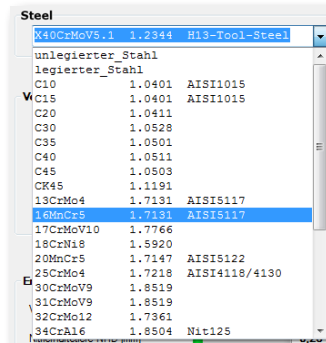 Steel
X40CrMoV5.1 1.2344 H13-Tool-Steel
unlegierter_Stahl
legierter_Stahl
C10 1.0401 AISI1015
C15 1.0401 AISI1015
C20 1.0411
C30 1.0528
C35 1.0501
C40 1.0511
C45 1.0503
CK45 1.1191
13CrMo4 1.7131 AISI5117
16MnCr5 1.7131 AISI5117
17CrMoV10 1.7766
18CrNi8 1.5920
20MnCr5 1.7147 AISI5122
25CrMo4 1.7218 AISI4118/4130
30CrMoV9 1.8519
31CrMoV9 1.8519
32CrMo12 1.7361
34CrAl6 1.8504 Nit125